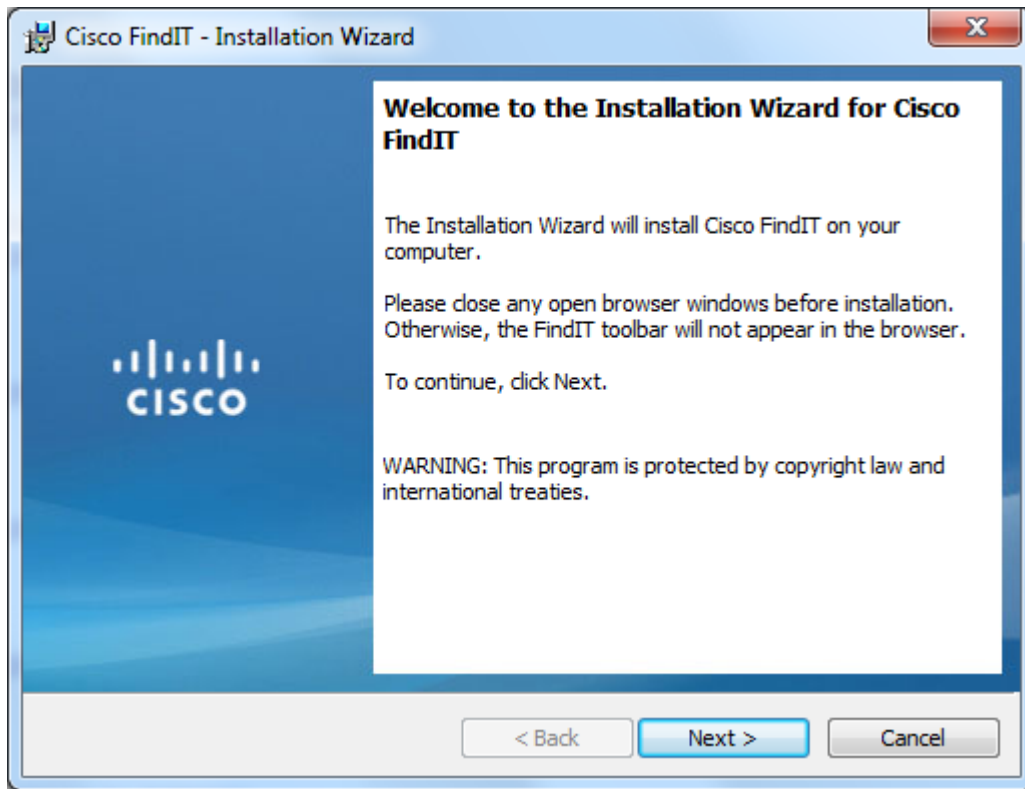 Cisco FindIT - Installation Wizard
Welcome to the Installation Wizard for Cisco
FindIT
The Installation Wizard will install Cisco FindIT on your
computer.
Please close any open browser windows before installation.
Otherwise, the FindIT toolbar will not appear in the browser.
To continue, click Next.
WARNING: This program is protected by copyright law and
international treaties.
CISCO
< Back
Next >
Cancel